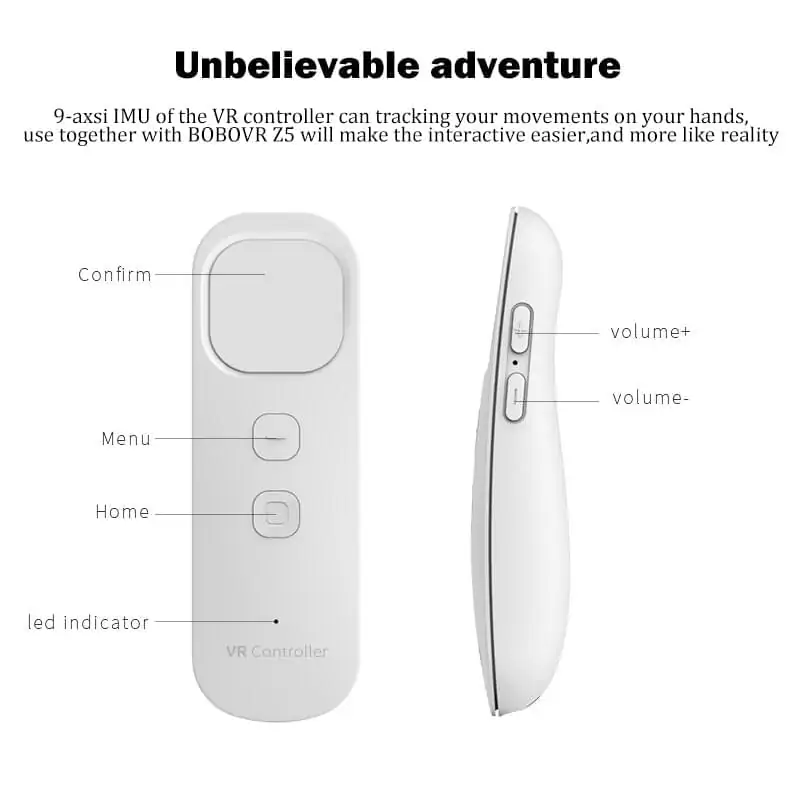 Unbelievable adventure
9-axsi IMU of the VR controller can tracking your movements on your hands,
use together with BOBOVR Z5 will make the interactive easier,and more like reality
Confirm
volume+
volume-
Menu
Home
led indicator
VR Controller